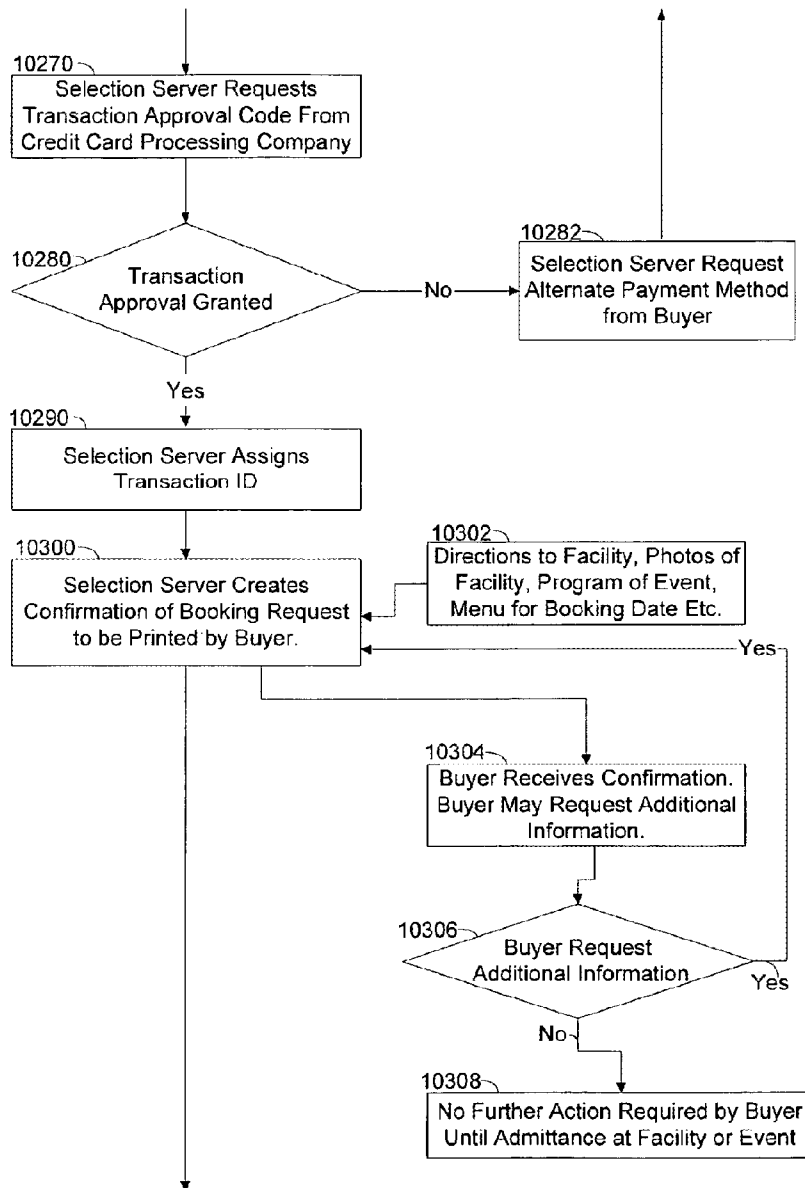 10270
Selection Server Requests
Transaction Approval Code From
Credit Card Processing Company
10280
Transaction
Approval Granted
No
10282
Selection Server Request
Alternate Payment Method
from Buyer
Yes
10290
Selection Server Assigns
Transaction ID
10300
Selection Server Creates
Confirmation of Booking Request
to be Printed by Buyer.
10302
Directions to Facility, Photos of
Facility, Program of Event,
Menu for Booking Date Etc.
Yes
10304
Buyer Receives Confirmation.
Buyer May Request Additional
Information.
10306
Buyer Request
Additional Information
Yes
No
10308
No Further Action Required by Buyer
Until Admittance at Facility or Event